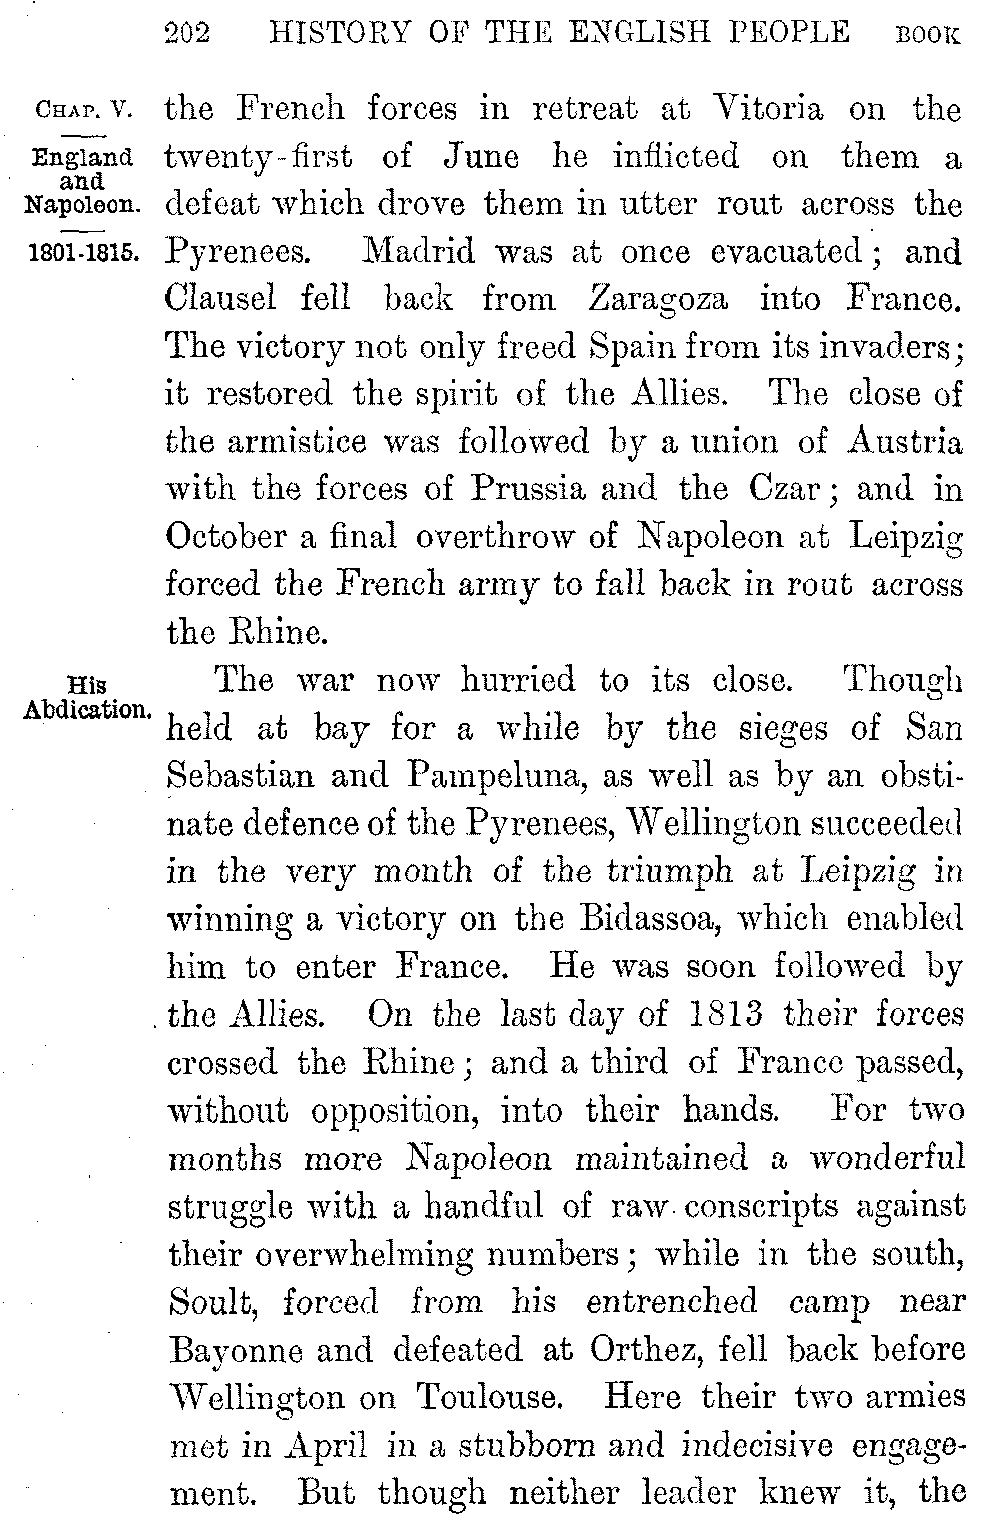 202 HISTORY OF THE ENGLISH PEOPLE BOOK
CHAP. V.
England
and
Napoleon.
1801-1815.
the French forces in retreat at Vitoria on the
twenty-first of June he inflicted on them a
defeat which drove them in utter rout across the
Pyrenees. Madrid was at once evacuated; and
Clausel fell back from Zaragoza into France.
The victory not only freed Spain from its invaders;
it restored the spirit of the Allies. The close of
the armistice was followed by a union of Austria
with the forces of Prussia and the Czar; and in
October a final overthrow of Napoleon at Leipzig
forced the French army to fall back in rout across
the Rhine.
His
Abdication.
The war now hurried to its close. Though
held at bay for a while by the sieges of San
Sebastian and Pampeluna, as well as by an obsti-
nate defence of the Pyrenees, Wellington succeeded
in the very month of the triumph at Leipzig in
winning a victory on the Bidassoa, which enabled
him to enter France. He was soon followed by
the Allies. On the last day of 1813 their forces
crossed the Rhine; and a third of France passed,
without opposition, into their hands. For two
months more Napoleon maintained a wonderful
struggle with a handful of raw conscripts against
their overwhelming numbers; while in the south,
Soult, forced from his entrenched camp near
Bayonne and defeated at Orthez, fell back before
Wellington on Toulouse. Here their two armies
met in April in a stubborn and indecisive engage-
ment. But though neither leader knew it, the